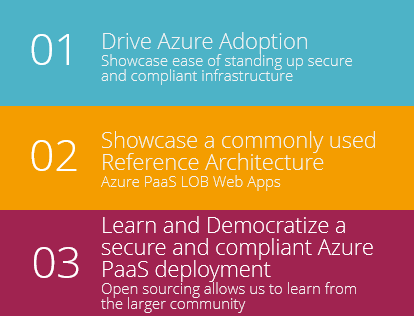 01
Drive Azure Adoption
Showcase ease of standing up secure
and compliant infrastructure
02
Showcase a commonly used
Reference Architecture
Azure PaaS LOB Web Apps
03
Learn and Democratize a
secure and compliant Azure
PaaS deployment
Open sourcing allows us to learn from
the larger community